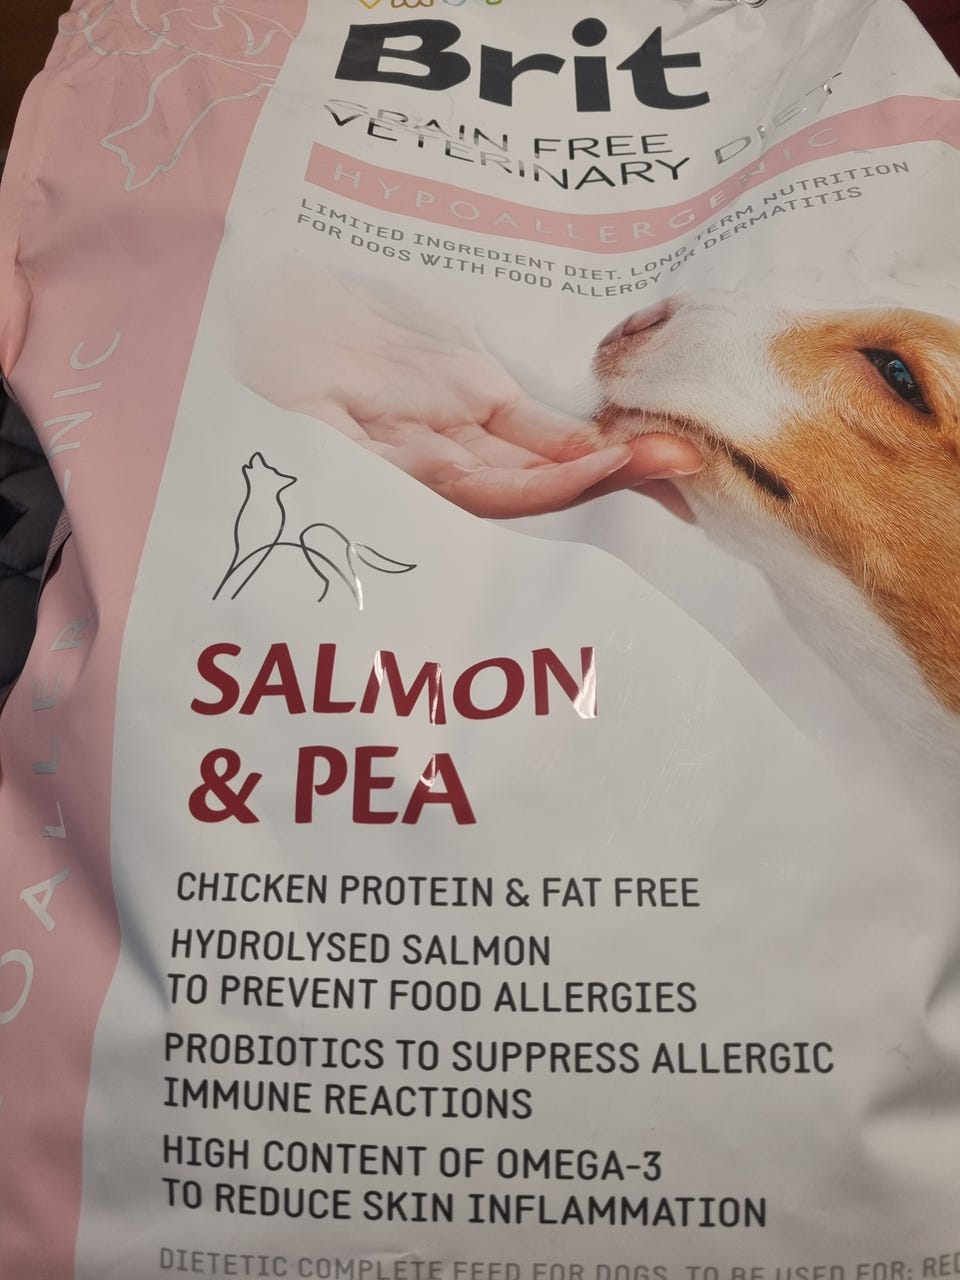 Brit
GRAIN FREE
VETERINARY DIET
HYPOALLERGENIC
LIMITED INGREDIENT DIET. LONG TERM NUTRITION
FOR DOGS WITH FOOD ALLERGY OR DERMATITIS
SALMON
& PEA
CHICKEN PROTEIN & FAT FREE
HYDROLYSED SALMON
TO PREVENT FOOD ALLERGIES
PROBIOTICS TO SUPPRESS ALLERGIC
IMMUNE REACTIONS
HIGH CONTENT OF OMEGA-3
TO REDUCE SKIN INFLAMMATION
DIETETIC COMPLETE FEED FOR DOGS. TO BE USED FOR: